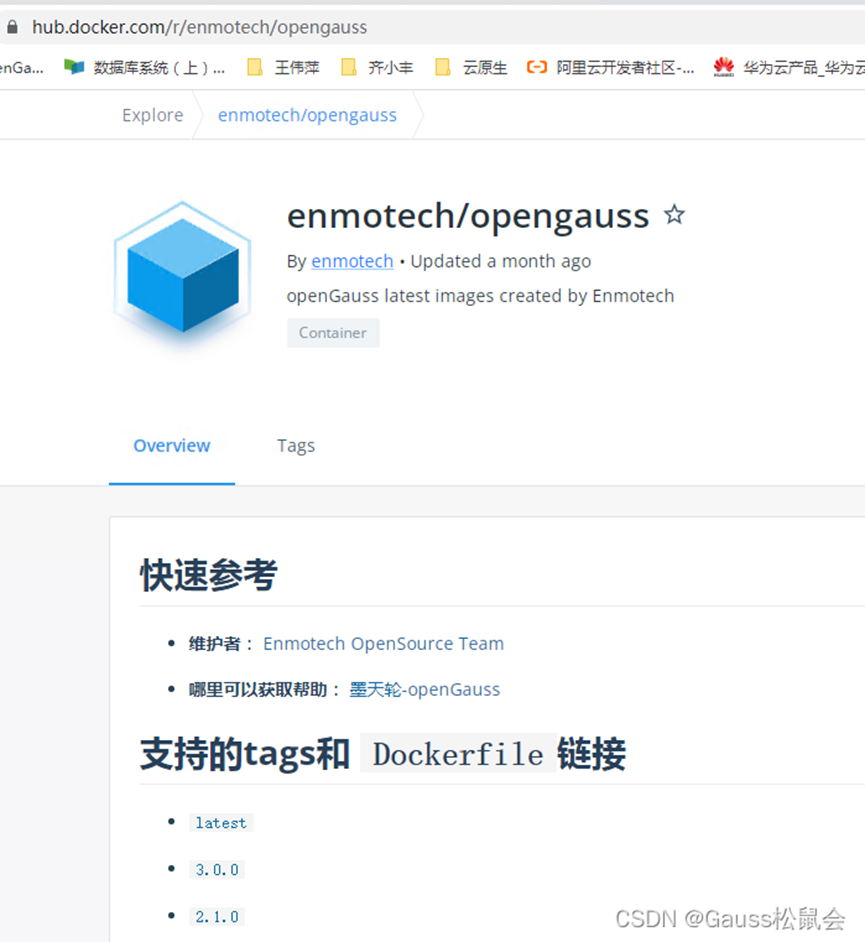 hub.docker.com/r/enmotech/opengauss
enGa... 数据库系统（上）... 王伟萍 齐小丰 云原生 阿里云开发者社区-... 华为云产品_华为云
Explore enmotech/opengauss
enmotech/opengauss
By enmotech • Updated a month ago
openGauss latest images created by Enmotech
Container
Overview Tags
快速参考
• 维护者： Enmotech OpenSource Team
• 哪里可以获取帮助： 墨天轮-openGauss
支持的tags和 Dockerfile 链接
• latest
• 3.0.0
• 2.1.0
CSDN @Gauss松鼠会